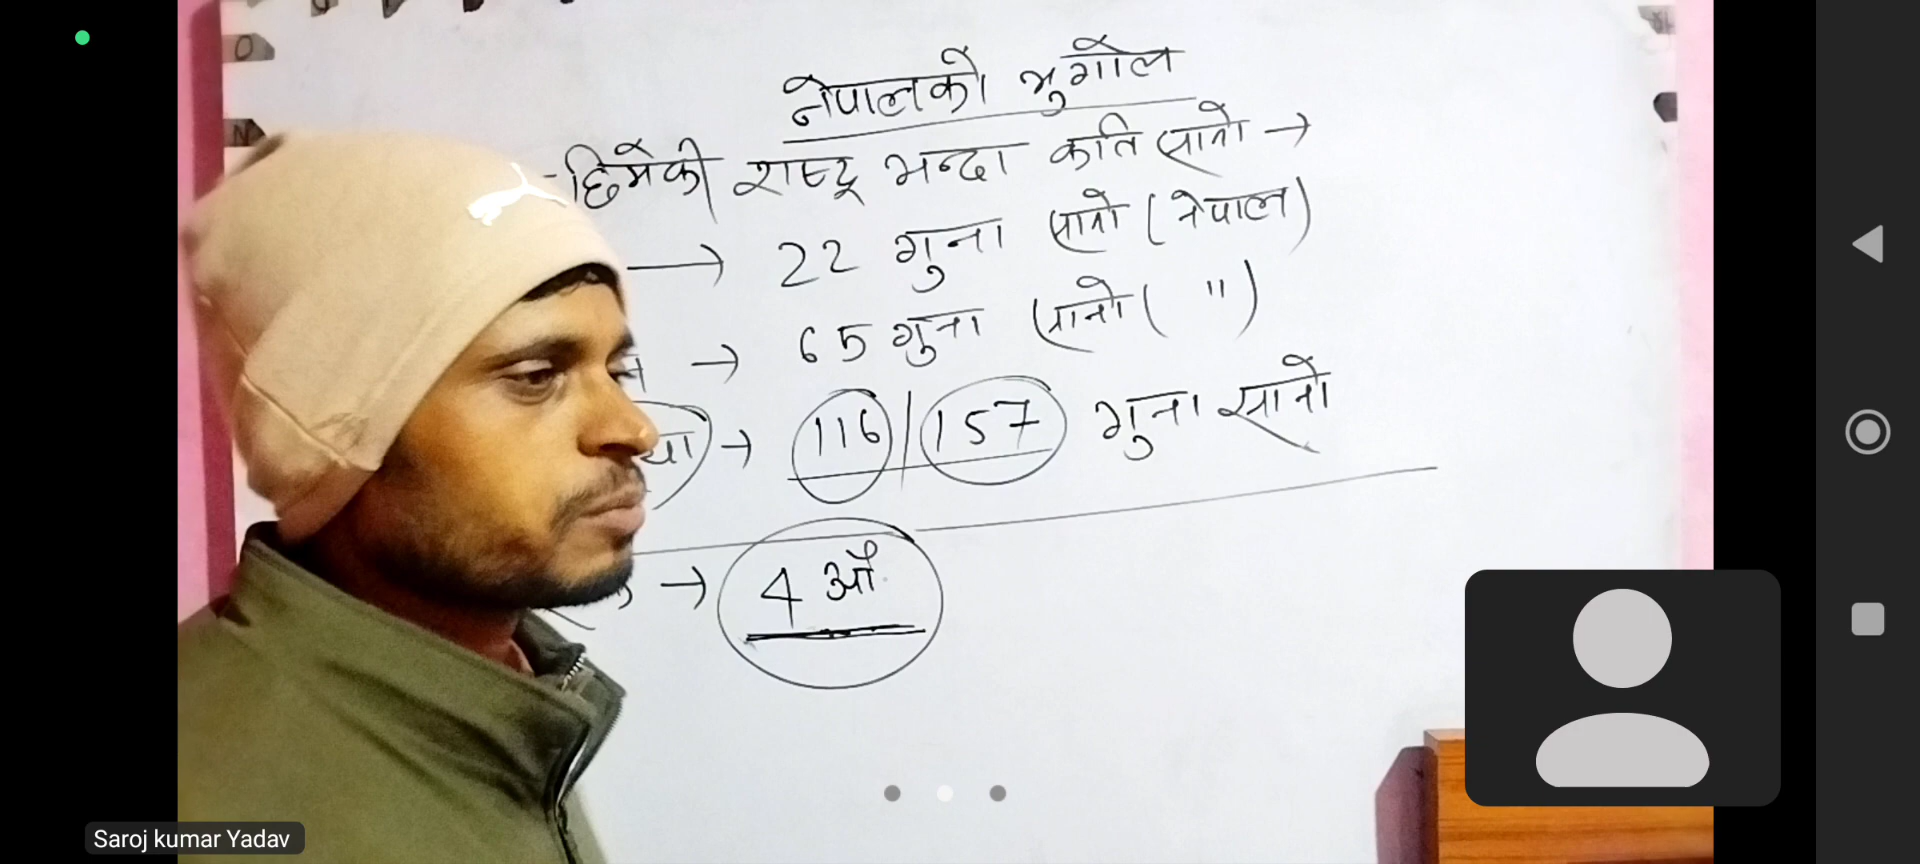 नेपालको भुगोल
- छिमेकी राष्ट्र भन्दा कति सानो →
→ 22 गुना सानो (नेपाल)
→ 65 गुना सानो ( " )
या → 116 / 157 गुना सानो
→ 4 औ
Saroj kumar Yadav